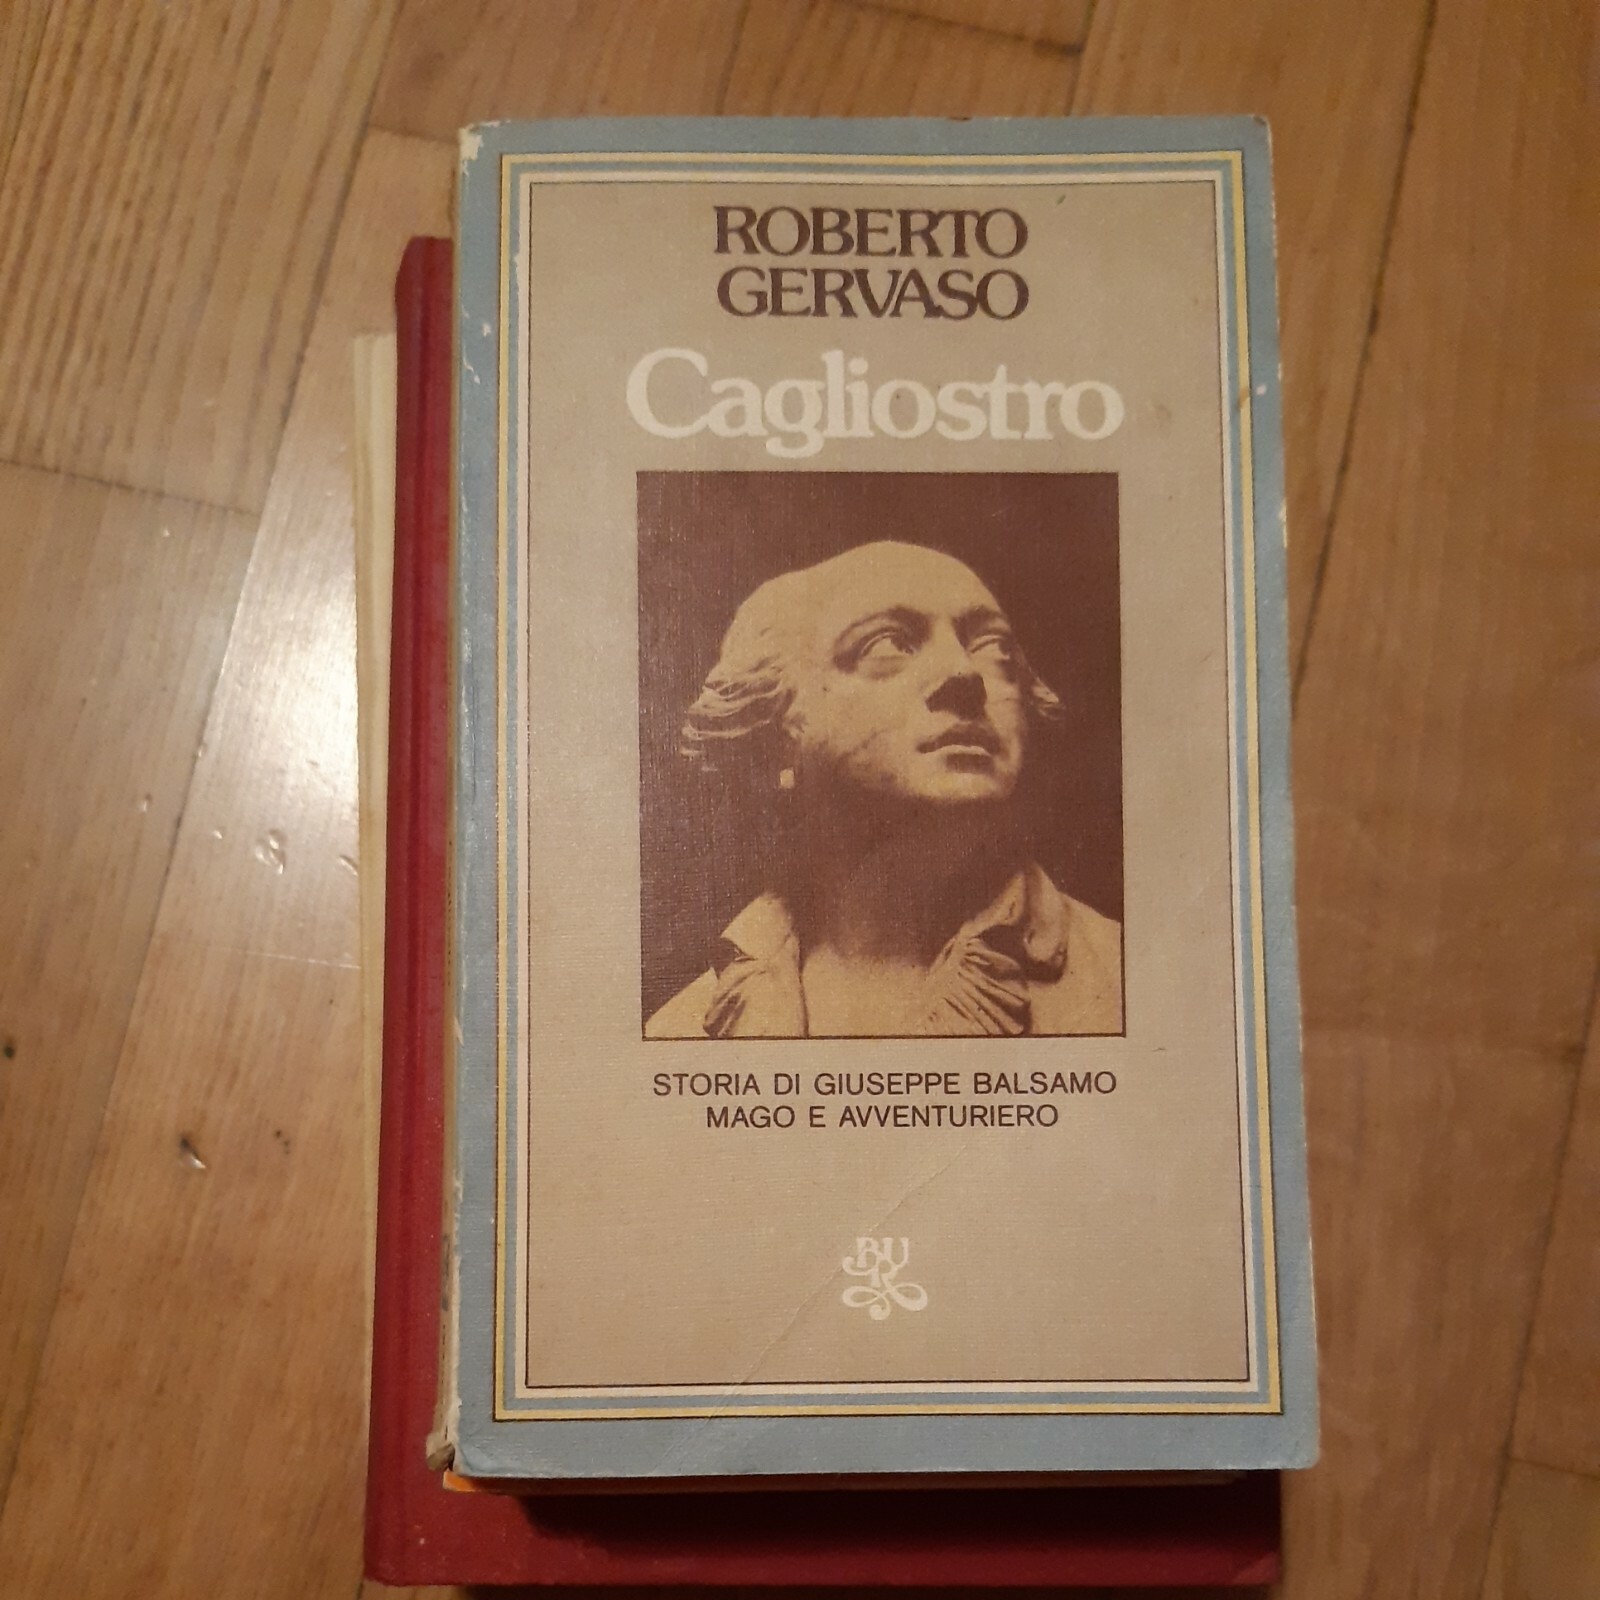 ROBERTO
GERVASO
Cagliostro
STORIA DI GIUSEPPE BALSAMO
MAGO E AVVENTURIERO
BUR